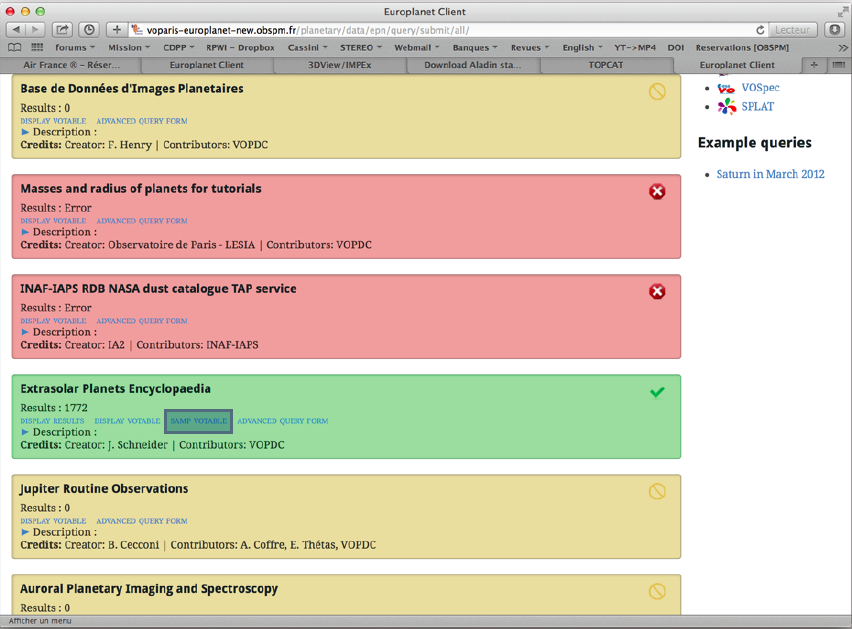 Europlanet Client
voparis-europlanet-new.obspm.fr/planetary/data/epn/query/submit/all/
Lecteur
forums Mission CDPP RPWI - Dropbox Cassini STEREO Webmail Banques Revues English YT->MP4 DOI Reservations [OBSPM]
Air France ® – Réser... Europlanet Client 3DView/IMPEx Download Aladin sta... TOPCAT Europlanet Client
Base de Données d'Images Planetaires
Results : 0
DISPLAY VOTABLE ADVANCED QUERY FORM
Description :
Credits: Creator: F. Henry | Contributors: VOPDC
Masses and radius of planets for tutorials
Results : Error
DISPLAY VOTABLE ADVANCED QUERY FORM
Description :
Credits: Creator: Observatoire de Paris - LESIA | Contributors: VOPDC
INAF-IAPS RDB NASA dust catalogue TAP service
Results : Error
DISPLAY VOTABLE ADVANCED QUERY FORM
Description :
Credits: Creator: IA2 | Contributors: INAF-IAPS
Extrasolar Planets Encyclopaedia
Results : 1772
DISPLAY RESULTS DISPLAY VOTABLE SAMP VOTABLE ADVANCED QUERY FORM
Description :
Credits: Creator: J. Schneider | Contributors: VOPDC
Jupiter Routine Observations
Results : 0
DISPLAY VOTABLE ADVANCED QUERY FORM
Description :
Credits: Creator: B. Cecconi | Contributors: A. Coffre, E. Thétas, VOPDC
Auroral Planetary Imaging and Spectroscopy
Results : 0
VOSpec
SPLAT
Example queries
Saturn in March 2012
Afficher un menu